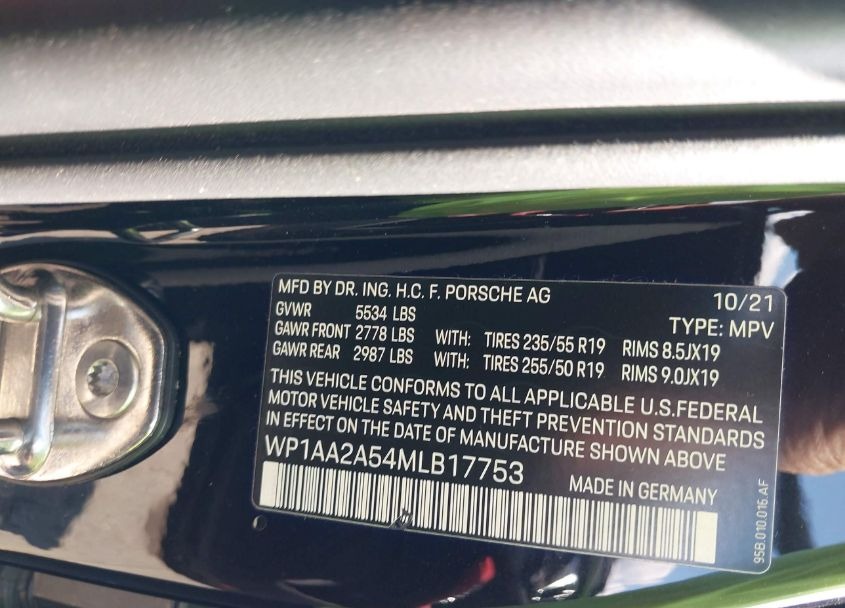 MFD BY DR. ING. H.C. F. PORSCHE AG 10/21
GVWR 5534 LBS TYPE: MPV
GAWR FRONT 2778 LBS WITH: TIRES 235/55 R19 RIMS 8.5JX19
GAWR REAR 2987 LBS WITH: TIRES 255/50 R19 RIMS 9.0JX19
THIS VEHICLE CONFORMS TO ALL APPLICABLE U.S.FEDERAL
MOTOR VEHICLE SAFETY AND THEFT PREVENTION STANDARDS
IN EFFECT ON THE DATE OF MANUFACTURE SHOWN ABOVE
WP1AA2A54MLB17753 MADE IN GERMANY
95B.010.016.AF